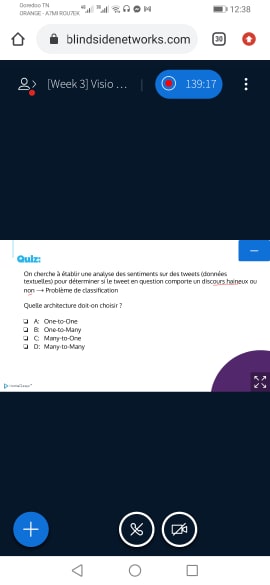 Ooredoo TN
ORANGE - A7MI ROU7EK
12:38
blindsidenetworks.com
30
[Week 3] Visio ...
139:17
Quiz:
On cherche à établir une analyse des sentiments sur des tweets (données
textuelles) pour déterminer si le tweet en question comporte un discours haineux ou
non → Problème de classification
Quelle architecture doit-on choisir ?
A: One-to-One
B: One-to-Many
C: Many-to-One
D: Many-to-Many